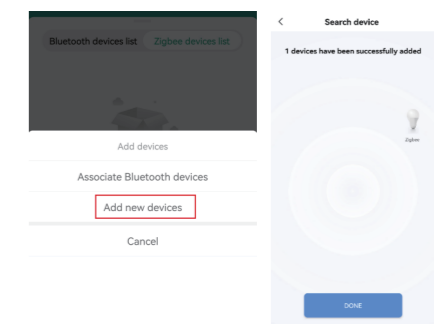 Bluetooth devices list Zigbee devices list
Add devices
Associate Bluetooth devices
Add new devices
Cancel
Search device
1 devices have been successfully added
Zigbee
DONE